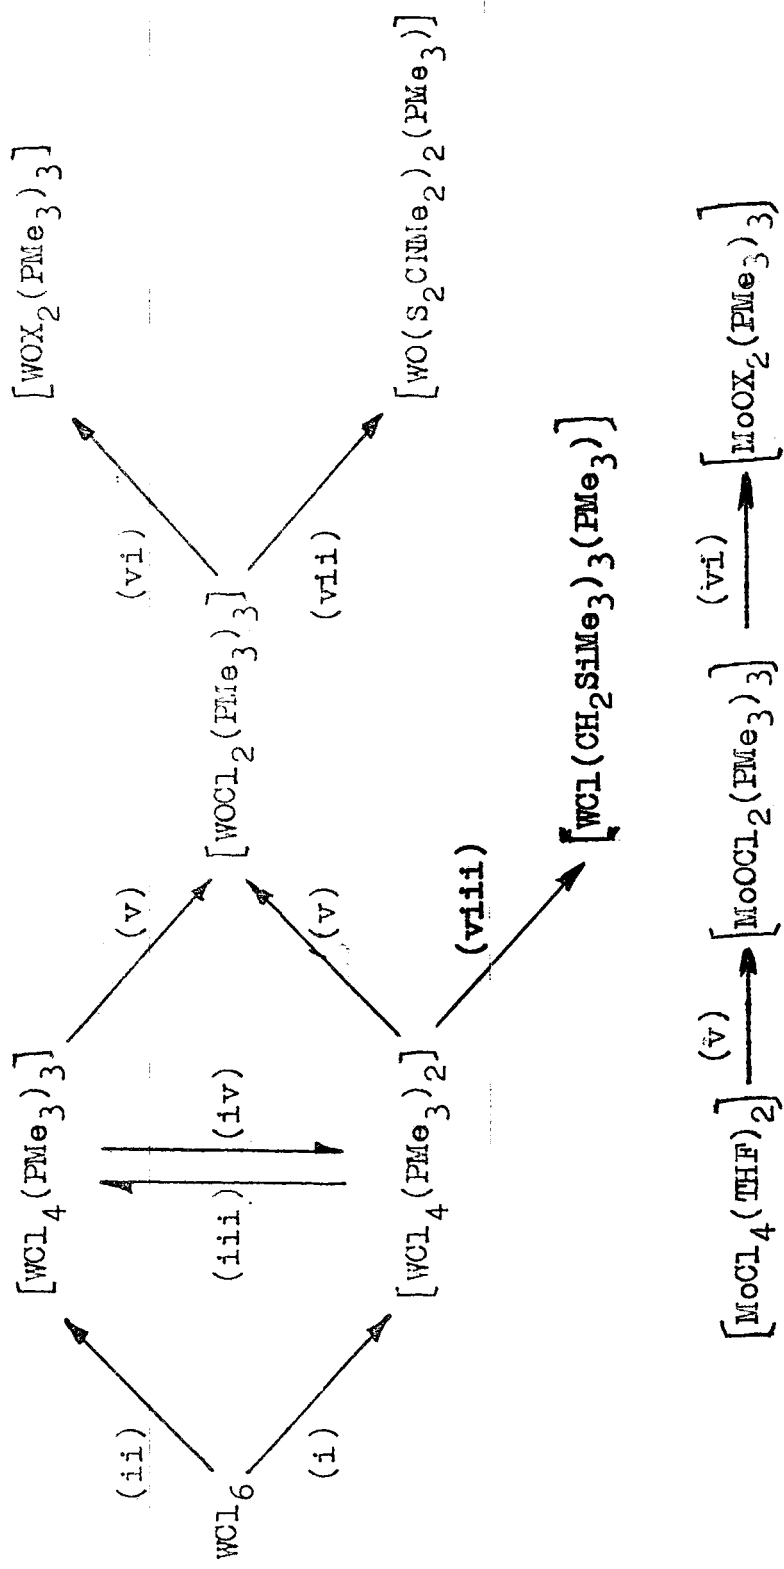 (ii)
WCl6
(i)
[WCl4(PMe3)3]
(iii)
(iv)
[WCl4(PMe3)2]
(v)
(v)
(viii)
[WOCl2(PMe3)3]
[WCl(CH2SiMe3)3(PMe3)]
(vi)
(vii)
[WOX2(PMe3)3]
[WO(S2CNMe2)2(PMe3)]
[MoCl4(THF)2]
(v)
[MoOCl2(PMe3)3]
(vi)
[MoOX2(PMe3)3]